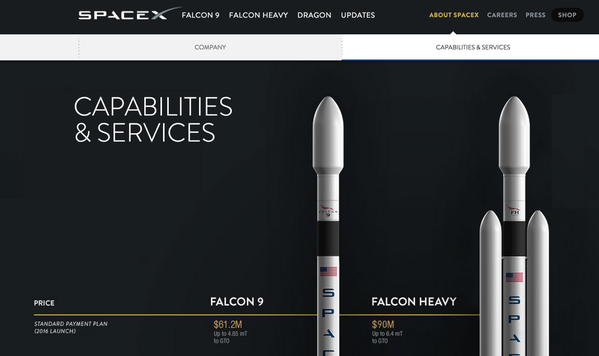 SPACEX FALCON 9 FALCON HEAVY DRAGON UPDATES ABOUT SPACEX CAREERS PRESS SHOP
COMPANY CAPABILITIES & SERVICES
CAPABILITIES
& SERVICES
FALCON
9
FH
PRICE FALCON 9 FALCON HEAVY
STANDARD PAYMENT PLAN
(2016 LAUNCH)
$61.2M
Up to 4.85 mT
to GTO
$90M
Up to 6.4 mT
to GTO
S
P
A
S
P
A